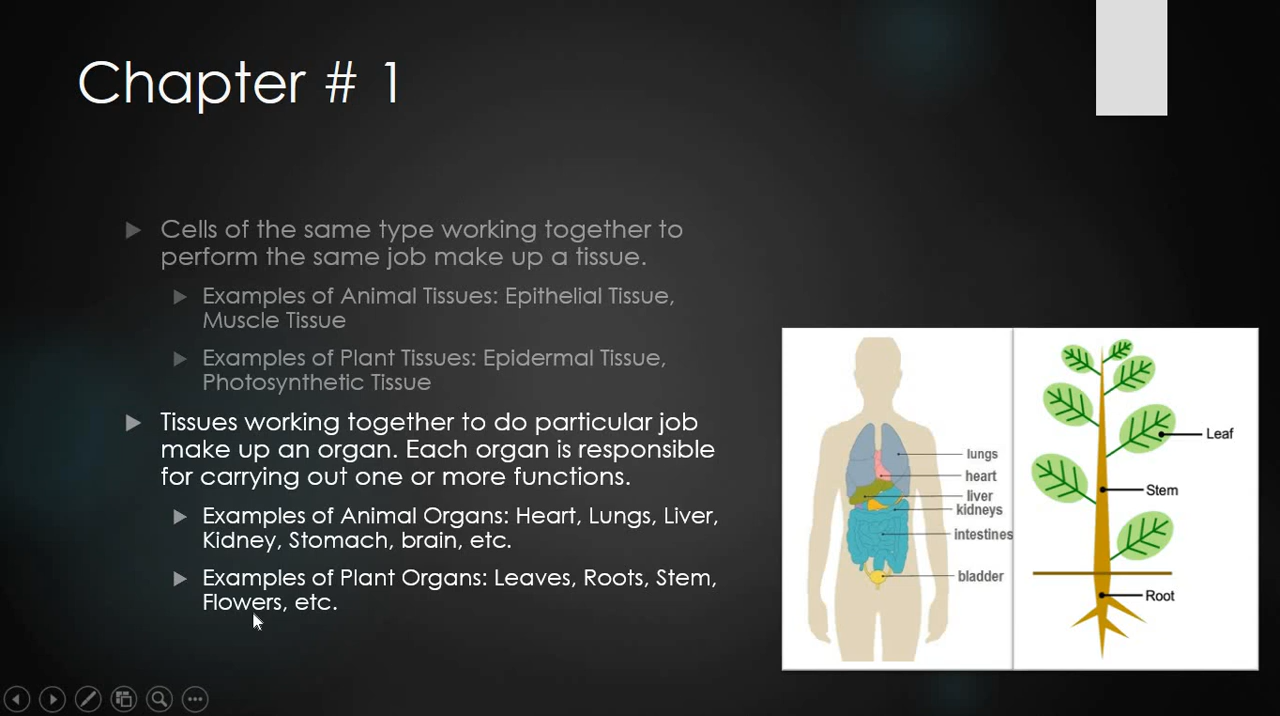 Chapter # 1
Cells of the same type working together to
perform the same job make up a tissue.
Examples of Animal Tissues: Epithelial Tissue,
Muscle Tissue
Examples of Plant Tissues: Epidermal Tissue,
Photosynthetic Tissue
Tissues working together to do particular job
make up an organ. Each organ is responsible
for carrying out one or more functions.
Examples of Animal Organs: Heart, Lungs, Liver,
Kidney, Stomach, brain, etc.
Examples of Plant Organs: Leaves, Roots, Stem,
Flowers, etc.
lungs
heart
liver
kidneys
intestines
bladder
Leaf
Stem
Root